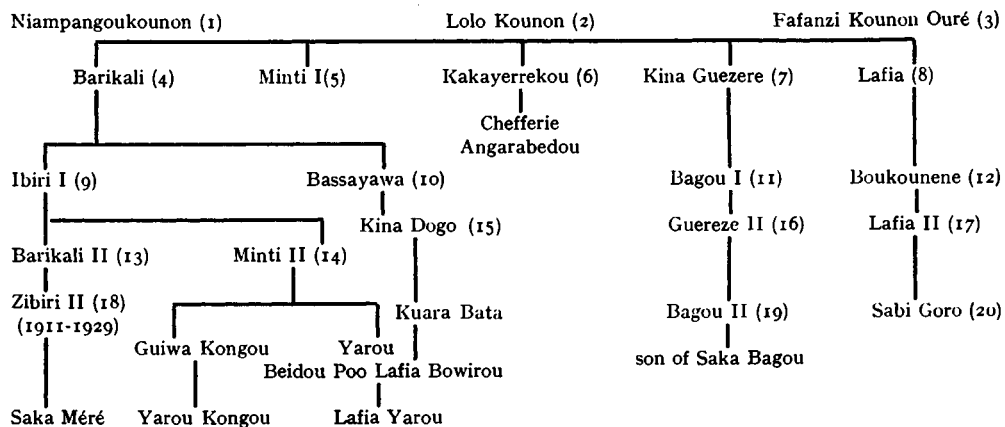 Niampangoukounon (1) Lolo Kounon (2) Fafanzi Kounon Ouré (3)
Barikali (4) Minti I(5) Kakayerrekou (6) Kina Guezere (7) Lafia (8)
Chefferie
Angarabedou
Ibiri I (9) Bassayawa (10) Bagou I (11) Boukounene (12)
Kina Dogo (15) Guereze II (16) Lafia II (17)
Barikali II (13) Minti II (14)
Zibiri II (18) Kuara Bata Bagou II (19) Sabi Goro (20)
(1911-1929)
Guiwa Kongou Yarou son of Saka Bagou
Beidou Poo Lafia Bowirou
Saka Méré Yarou Kongou Lafia Yarou